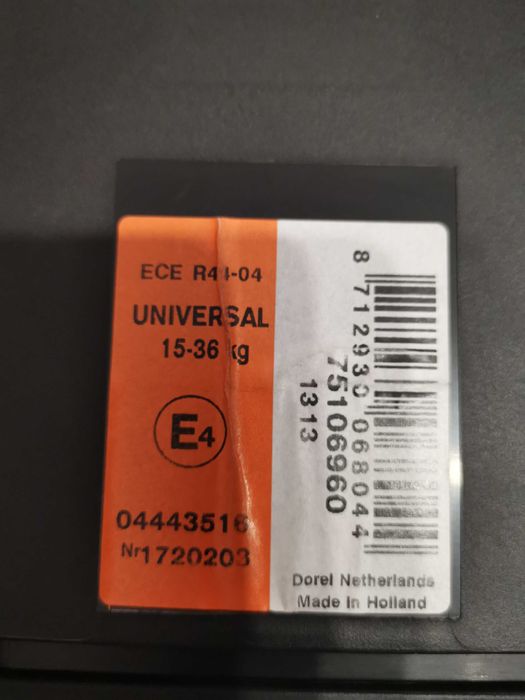 ECE R44-04
UNIVERSAL
15-36 kg
E4
04443516
Nr1720203
8 712930 068044
75106960
1313
Dorel Netherlands
Made In Holland